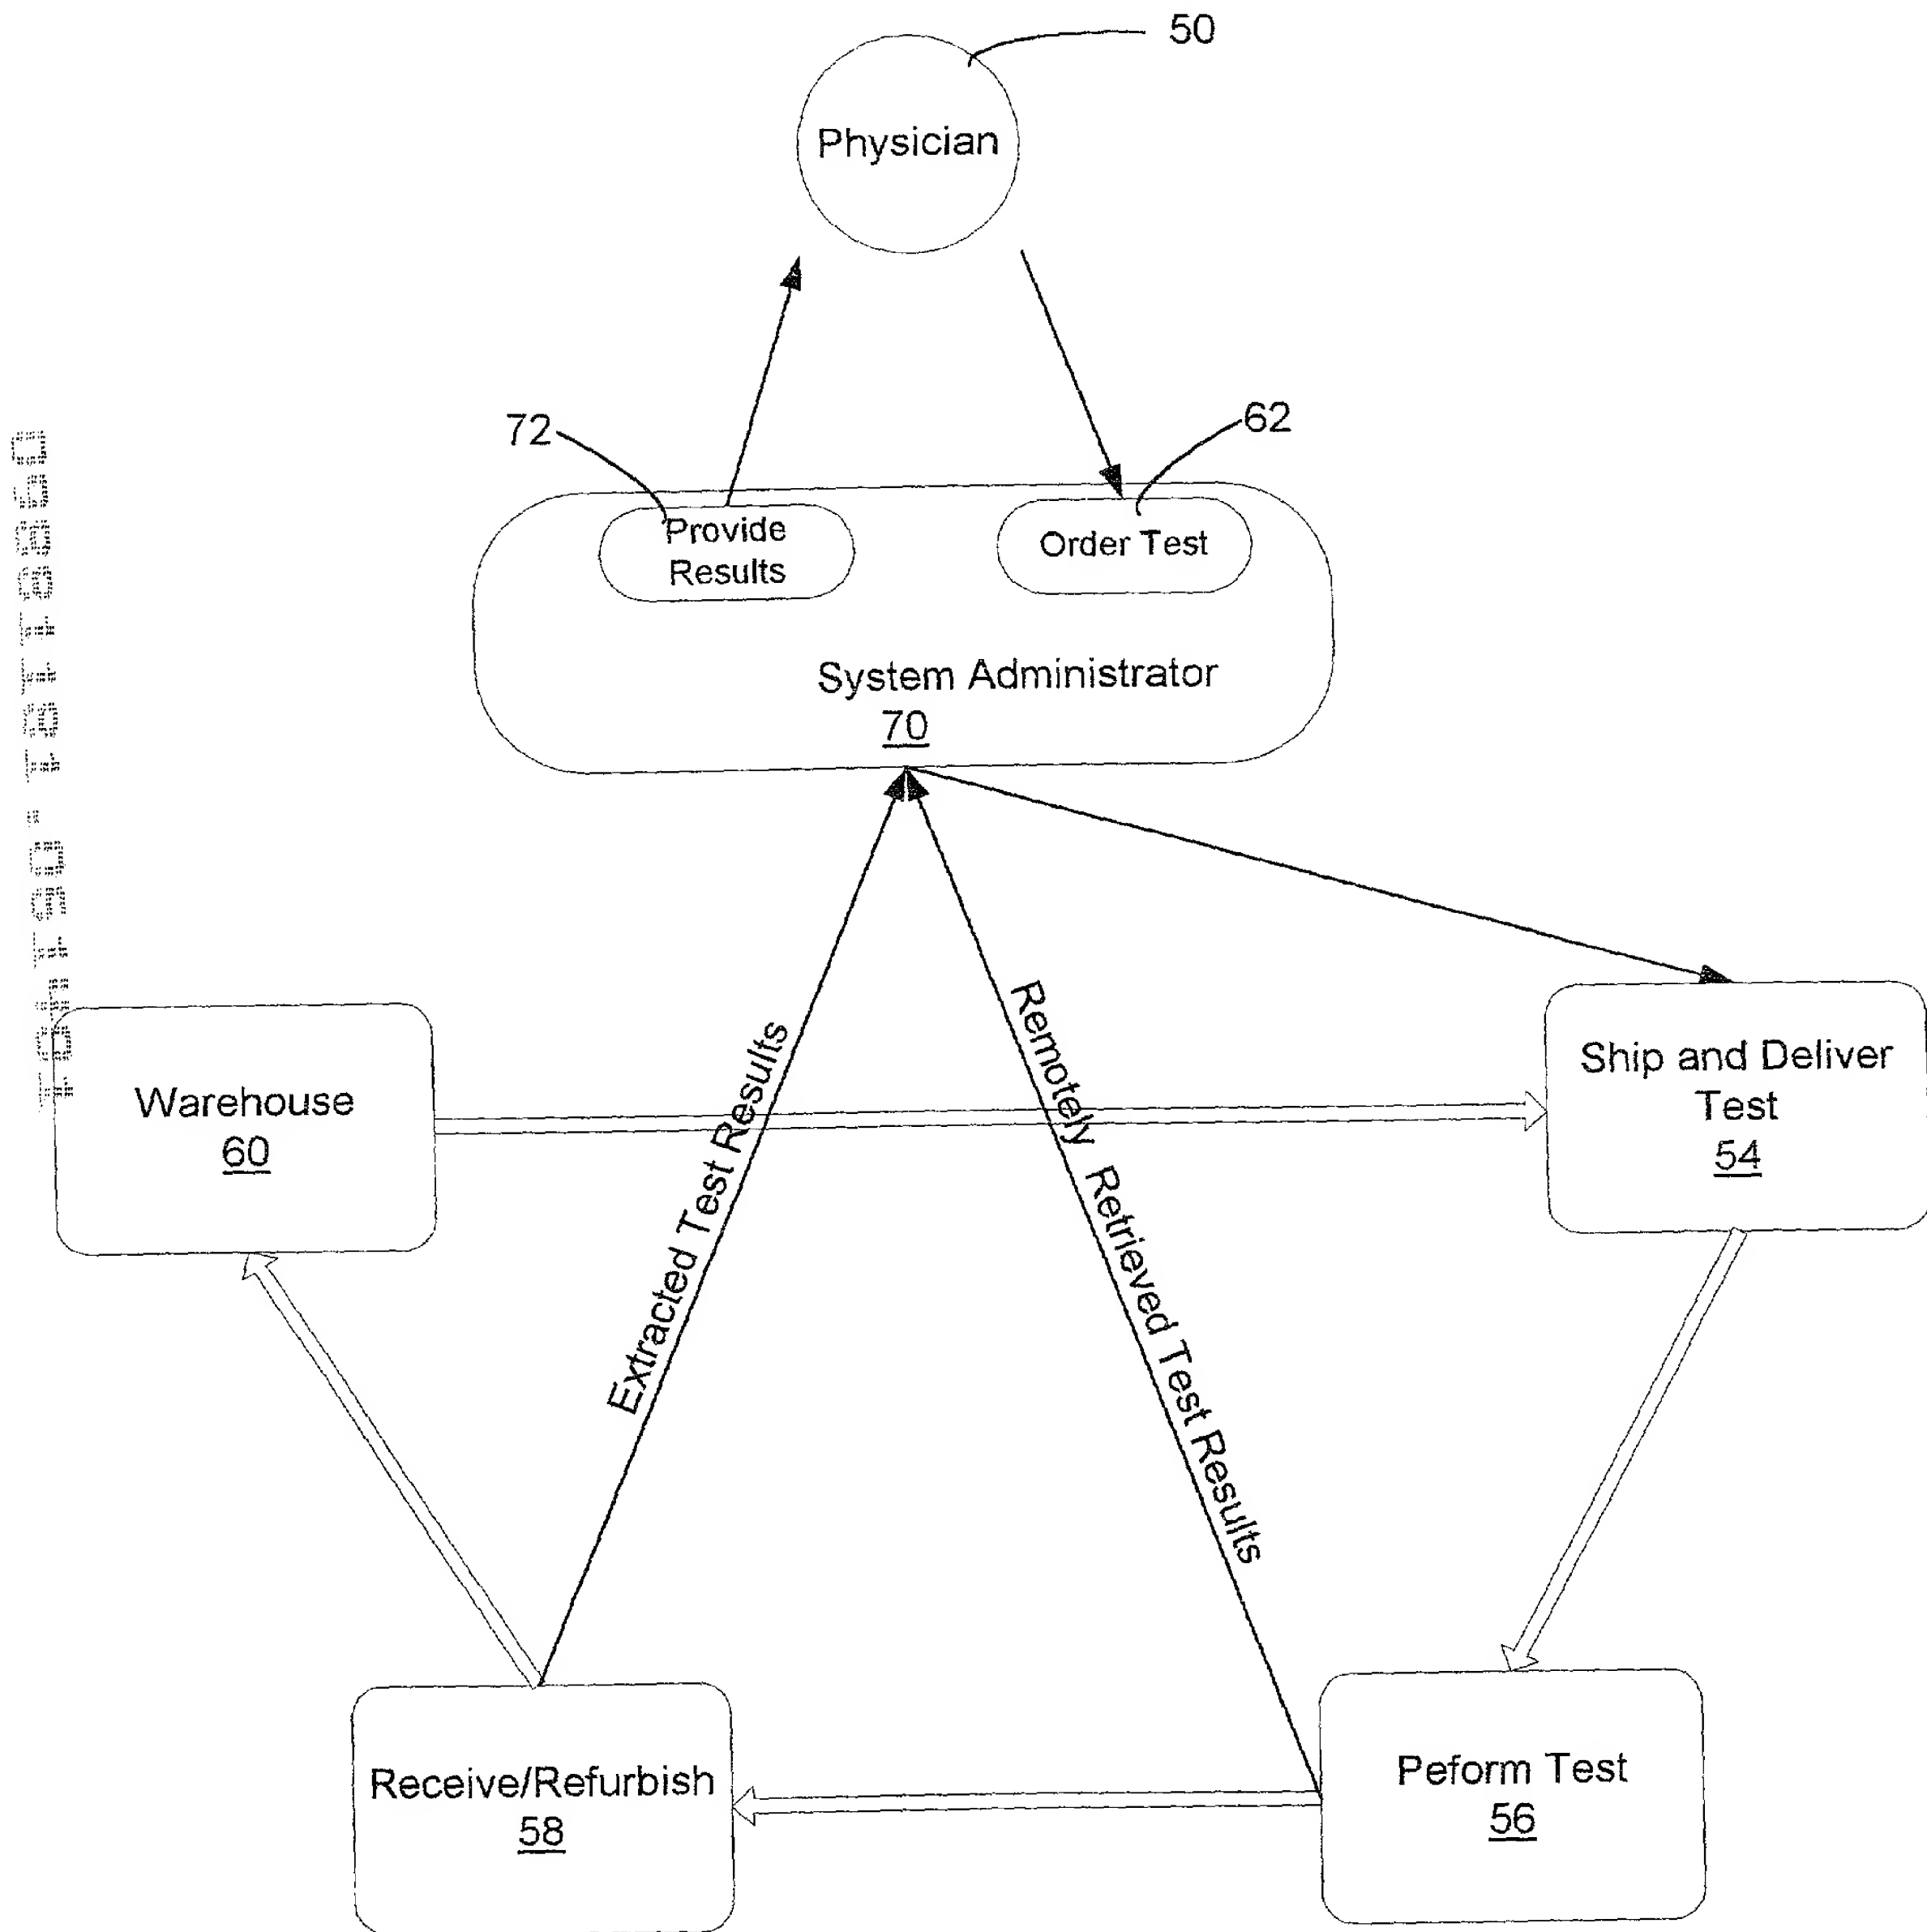 50
Physician
72
62
Provide
Results
Order Test
System Administrator
70
Extracted Test Results
Remotely Retrieved Test Results
Warehouse
60
Ship and Deliver
Test
54
Receive/Refurbish
58
Peform Test
56